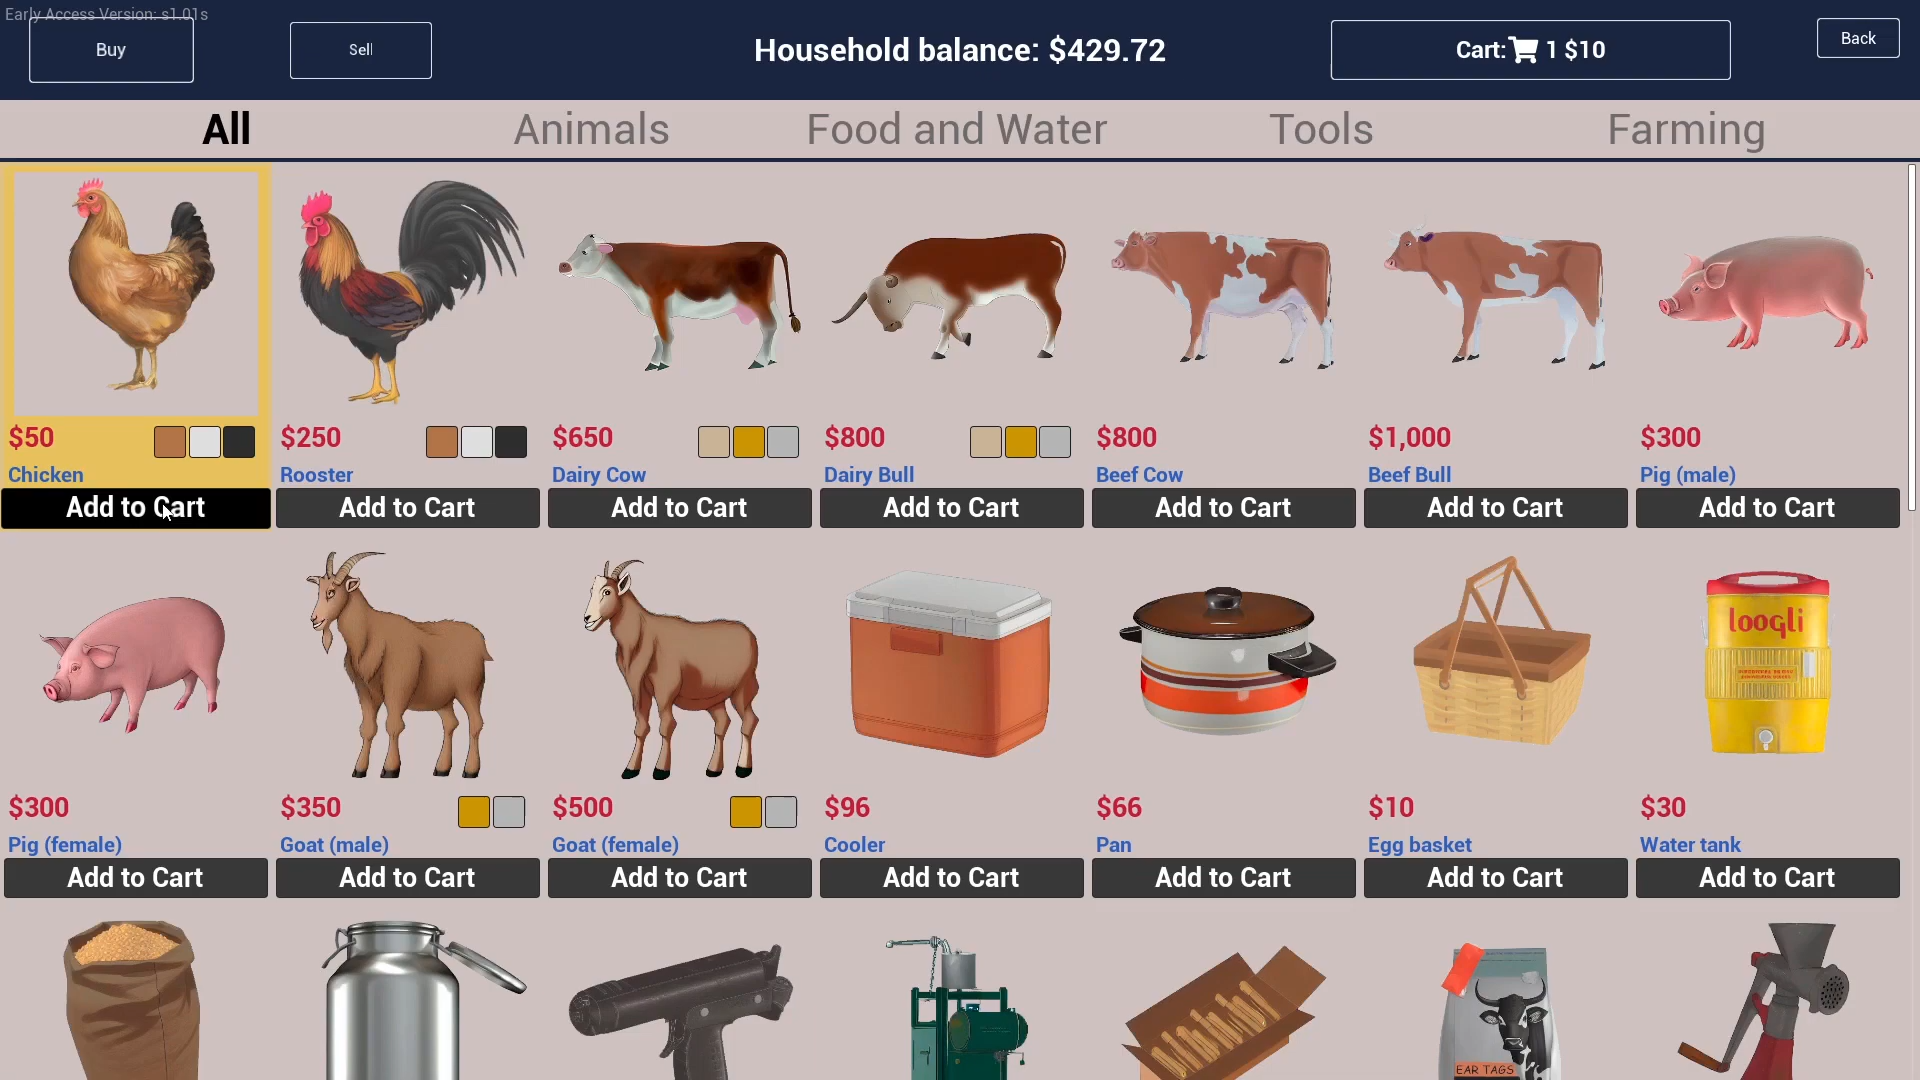 Early Access Version: s1.01s
Buy
Sell
Household balance: $429.72
Cart: 1 $10
Back
All
Animals
Food and Water
Tools
Farming
$50
Chicken
Add to Cart
$250
Rooster
Add to Cart
$650
Dairy Cow
Add to Cart
$800
Dairy Bull
Add to Cart
$800
Beef Cow
Add to Cart
$1,000
Beef Bull
Add to Cart
$300
Pig (male)
Add to Cart
looqli
$300
Pig (female)
Add to Cart
$350
Goat (male)
Add to Cart
$500
Goat (female)
Add to Cart
$96
Cooler
Add to Cart
$66
Pan
Add to Cart
$10
Egg basket
Add to Cart
$30
Water tank
Add to Cart
EAR TAGS